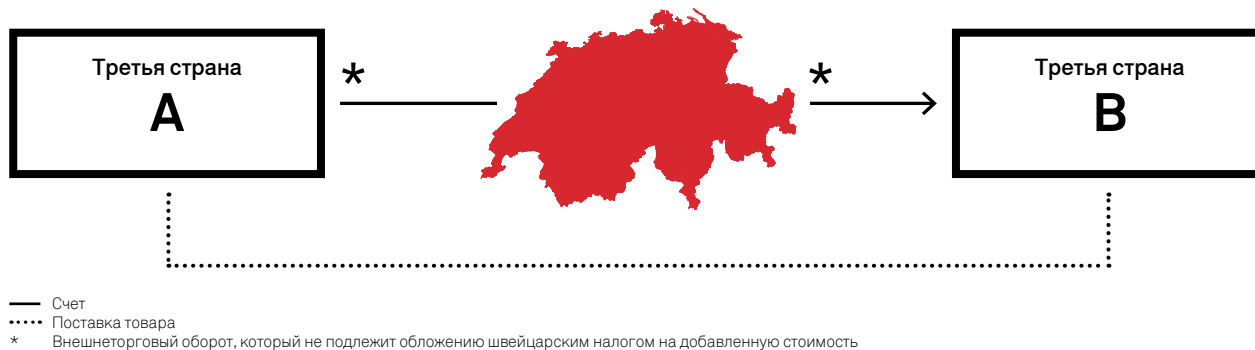 Третья страна
A
*
*
Третья страна
B
Счет
Поставка товара
* Внешнеторговый оборот, который не подлежит обложению швейцарским налогом на добавленную стоимость